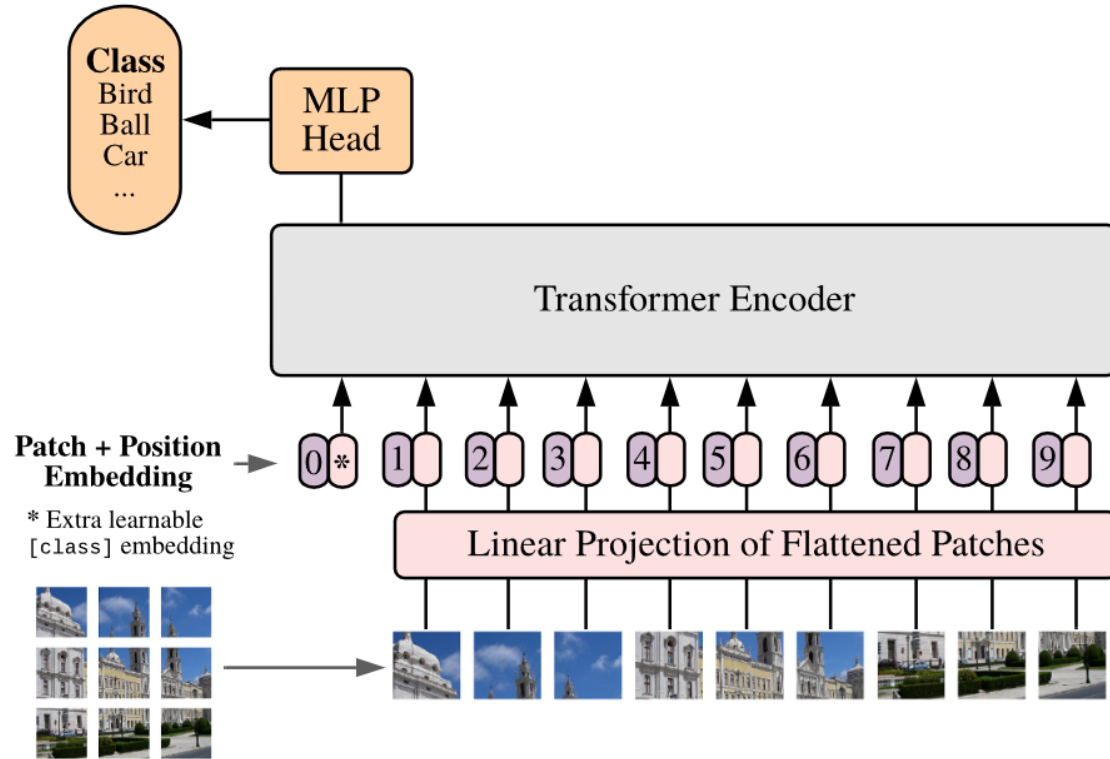 Class
Bird
Ball
Car
...
MLP
Head
Transformer Encoder
Patch + Position
Embedding
0 * 1 2 3 4 5 6 7 8 9
* Extra learnable
[class] embedding
Linear Projection of Flattened Patches